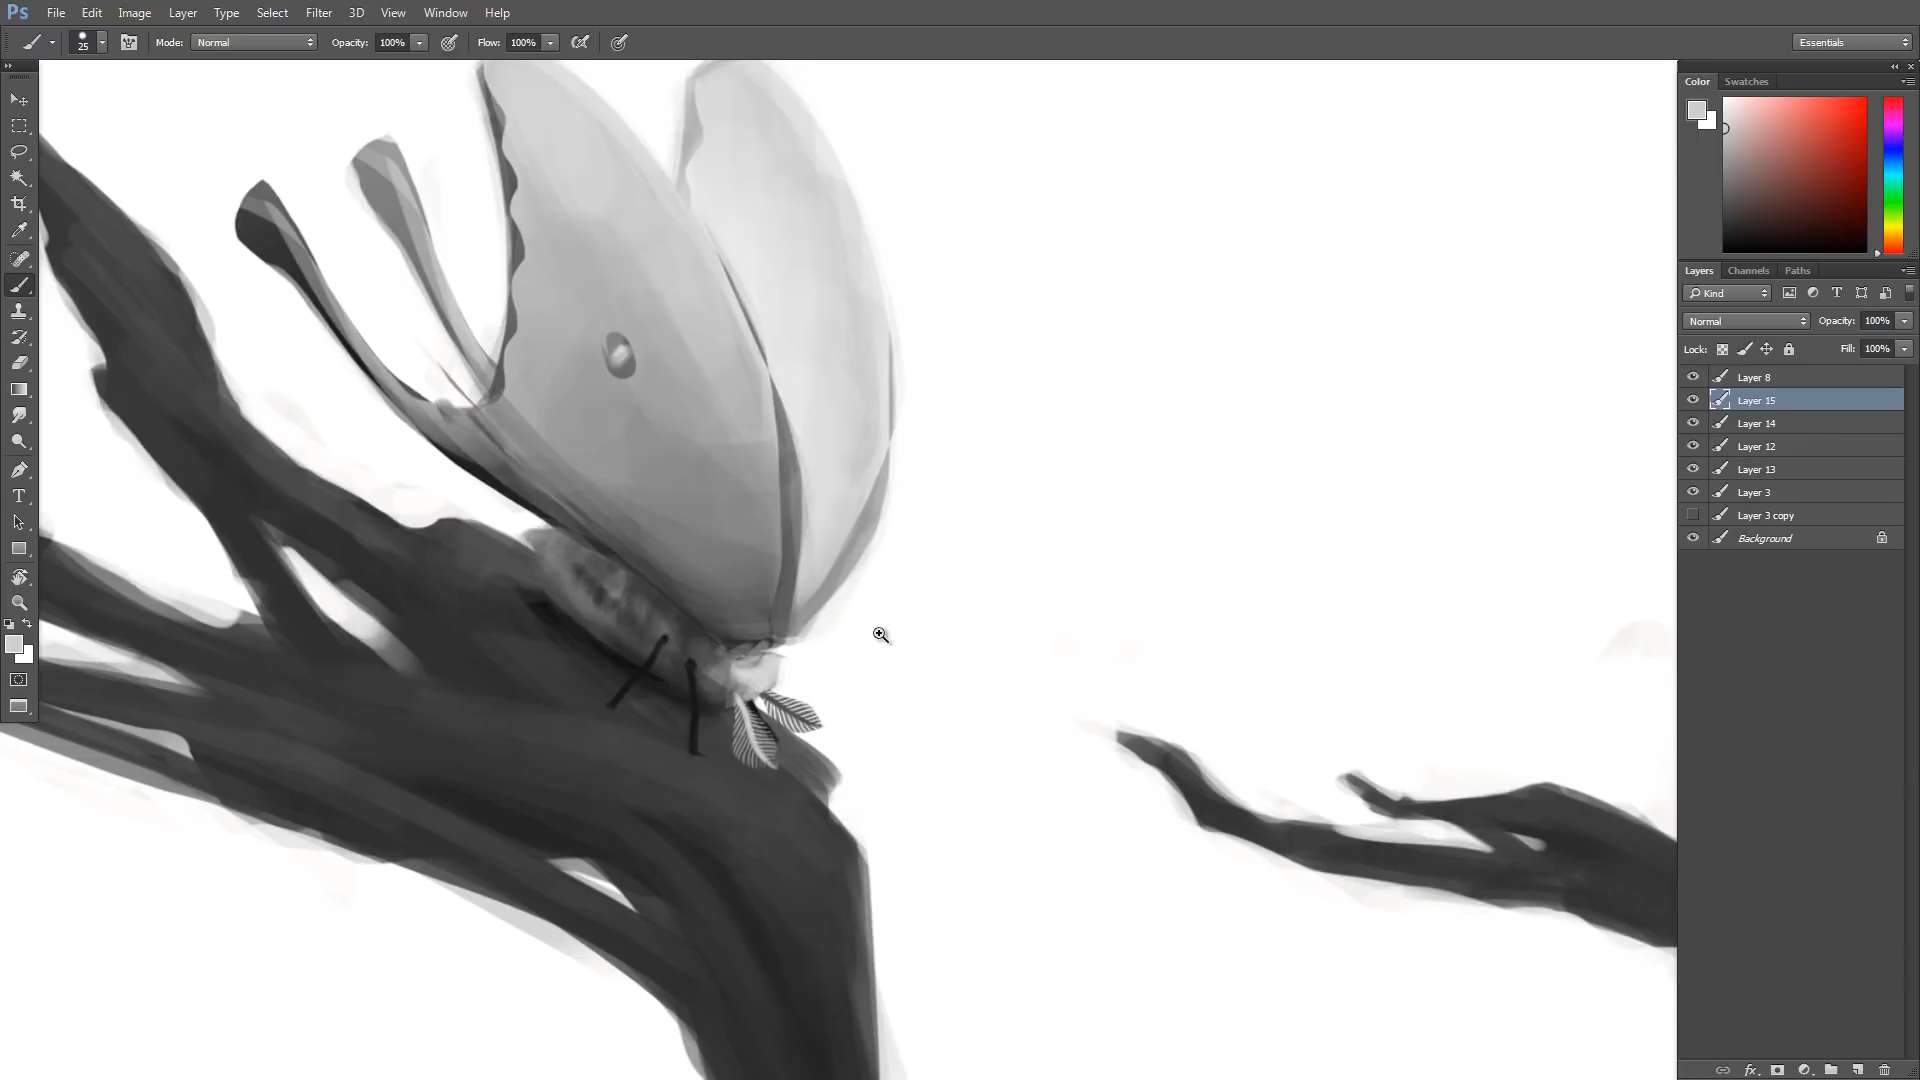 Ps File Edit Image Layer Type Select Filter 3D View Window Help
25 Mode: Normal Opacity: 100% Flow: 100% Essentials
Color Swatches
Layers Channels Paths
Kind
Normal Opacity: 100%
Lock: Fill: 100%
Layer 8
Layer 15
Layer 14
Layer 12
Layer 13
Layer 3
Layer 3 copy
Background